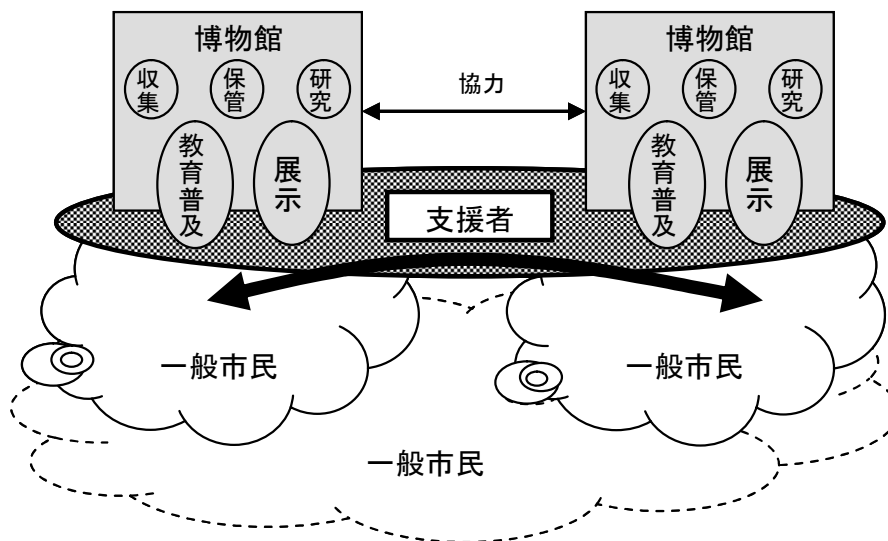 博物館
博物館
収集
保管
研究
協力
収集
保管
研究
教育普及
展示
支援者
教育普及
展示
一般市民
一般市民
一般市民